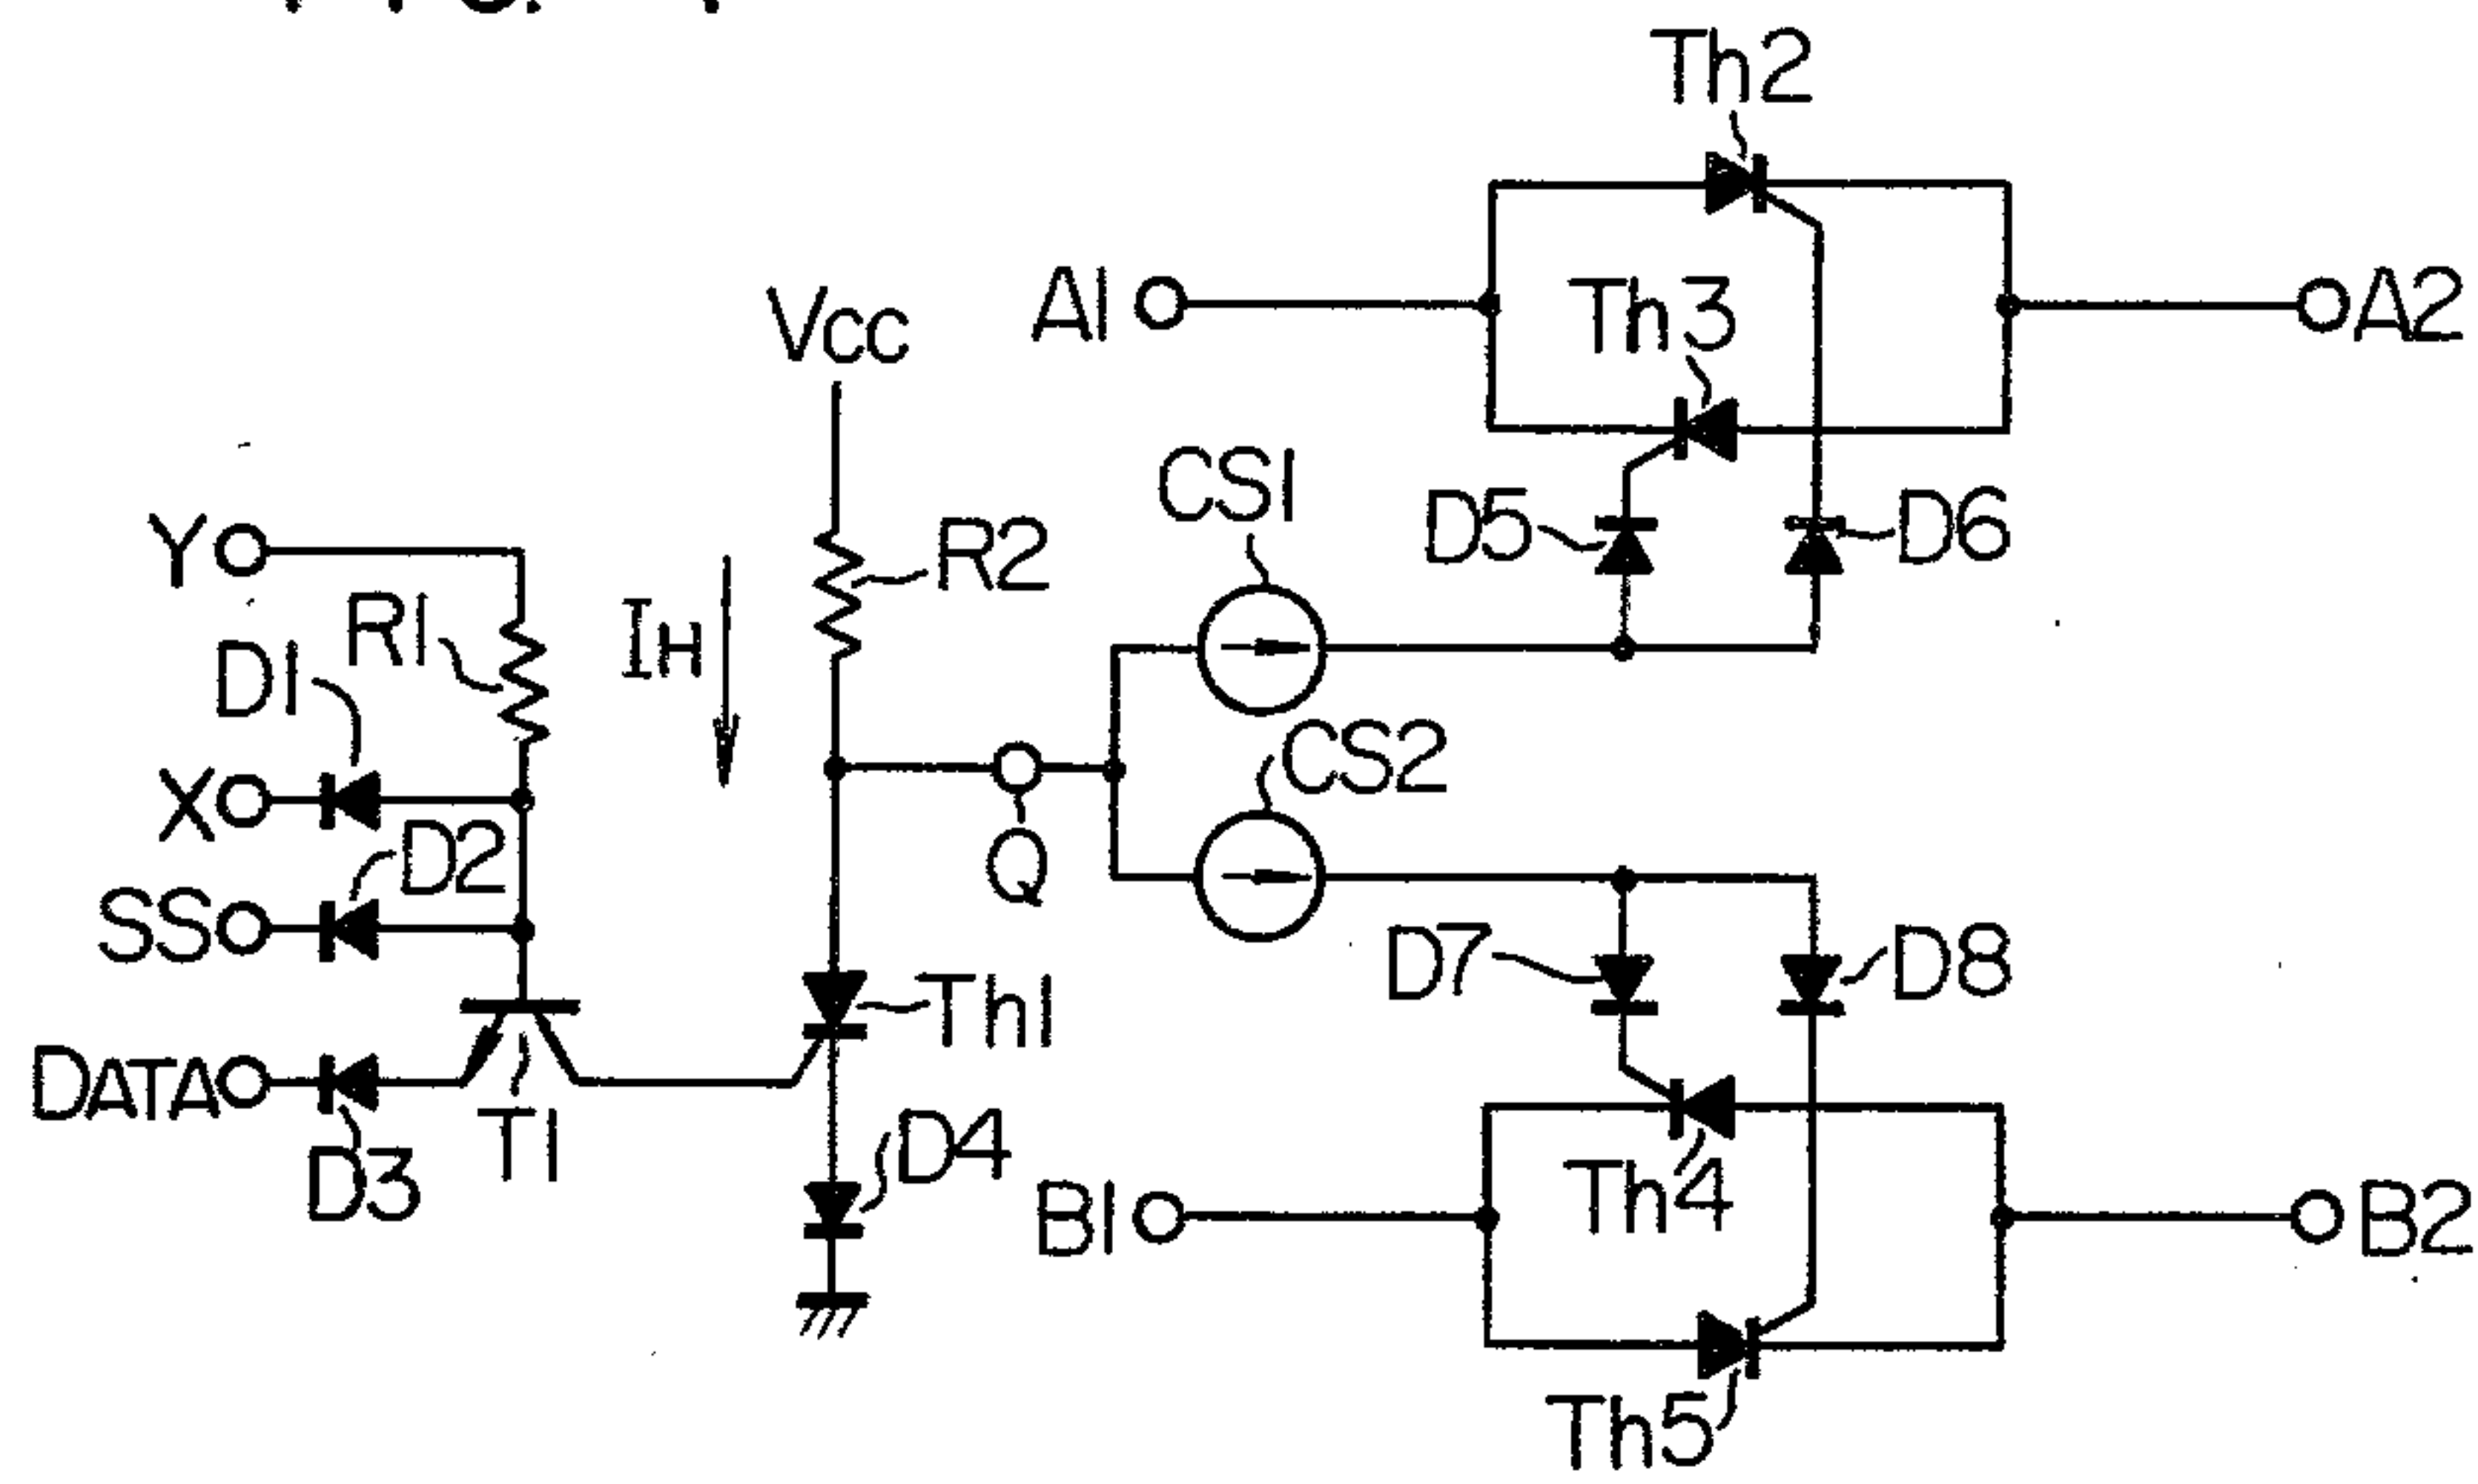 Th2
A1
Th3
A2
Vcc
CS1
D5
D6
Y
R2
R1
IH
D1
CS2
X
D2
Q
SS
D7
D8
Th1
DATA
T1
D3
D4
Th4
B1
B2
Th5